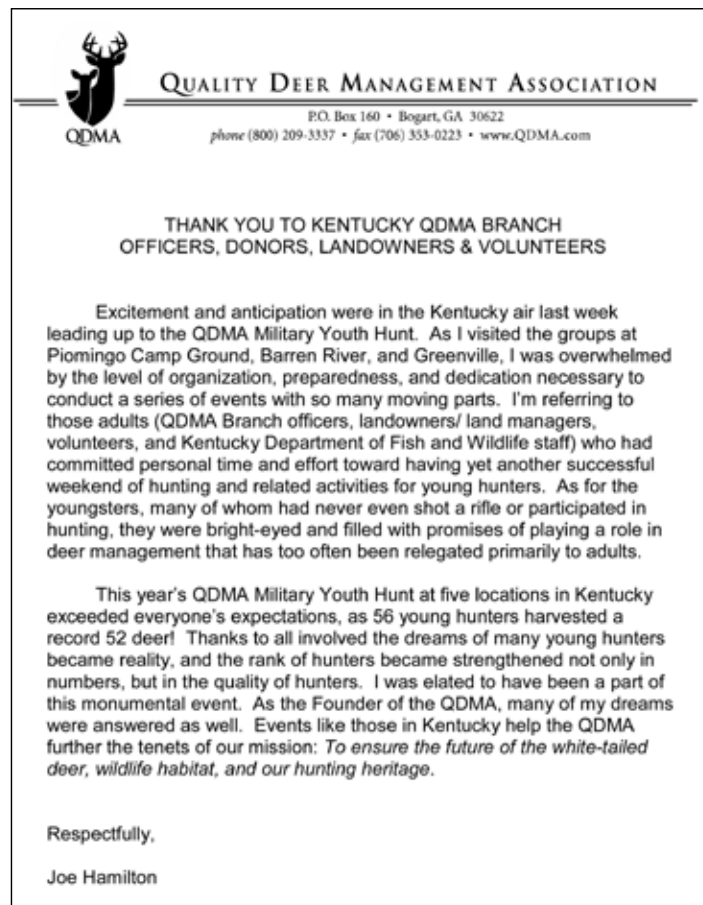 QUALITY DEER MANAGEMENT ASSOCIATION
P.O. Box 160 • Bogart, GA 30622
QDMA
phone (800) 209-3337 • fax (706) 353-0223 • www.QDMA.com
THANK YOU TO KENTUCKY QDMA BRANCH
OFFICERS, DONORS, LANDOWNERS & VOLUNTEERS
Excitement and anticipation were in the Kentucky air last week
leading up to the QDMA Military Youth Hunt. As I visited the groups at
Piomingo Camp Ground, Barren River, and Greenville, I was overwhelmed
by the level of organization, preparedness, and dedication necessary to
conduct a series of events with so many moving parts. I'm referring to
those adults (QDMA Branch officers, landowners/ land managers,
volunteers, and Kentucky Department of Fish and Wildlife staff) who had
committed personal time and effort toward having yet another successful
weekend of hunting and related activities for young hunters. As for the
youngsters, many of whom had never even shot a rifle or participated in
hunting, they were bright-eyed and filled with promises of playing a role in
deer management that has too often been relegated primarily to adults.
This year's QDMA Military Youth Hunt at five locations in Kentucky
exceeded everyone's expectations, as 56 young hunters harvested a
record 52 deer! Thanks to all involved the dreams of many young hunters
became reality, and the rank of hunters became strengthened not only in
numbers, but in the quality of hunters. I was elated to have been a part of
this monumental event. As the Founder of the QDMA, many of my dreams
were answered as well. Events like those in Kentucky help the QDMA
further the tenets of our mission: To ensure the future of the white-tailed
deer, wildlife habitat, and our hunting heritage.
Respectfully,
Joe Hamilton